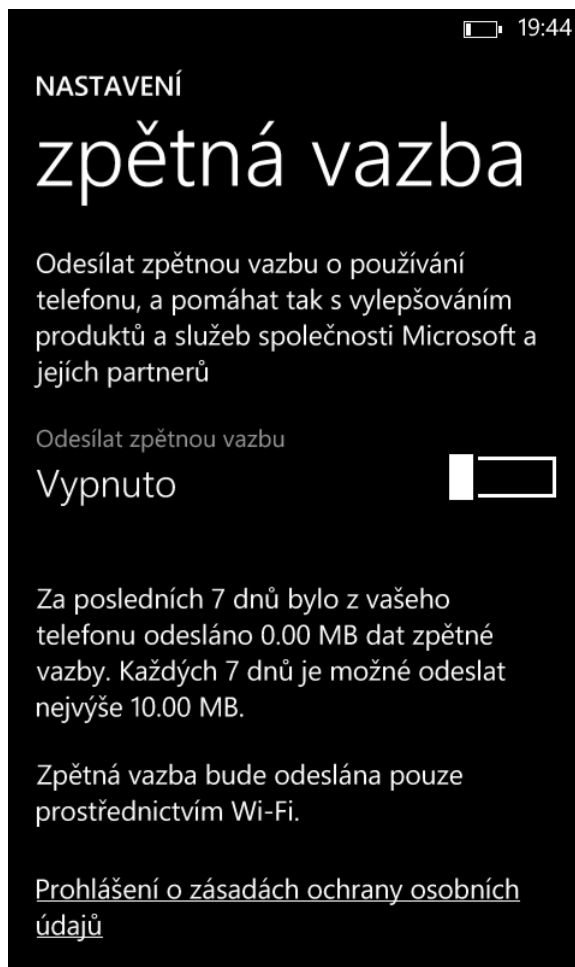 19:44
NASTAVENÍ
zpětná vazba
Odesílat zpětnou vazbu o používání
telefonu, a pomáhat tak s vylepšováním
produktů a služeb společnosti Microsoft a
jejích partnerů
Odesílat zpětnou vazbu
Vypnuto
Za posledních 7 dnů bylo z vašeho
telefonu odesláno 0.00 MB dat zpětné
vazby. Každých 7 dnů je možné odeslat
nejvýše 10.00 MB.
Zpětná vazba bude odeslána pouze
prostřednictvím Wi-Fi.
Prohlášení o zásadách ochrany osobních
údajů